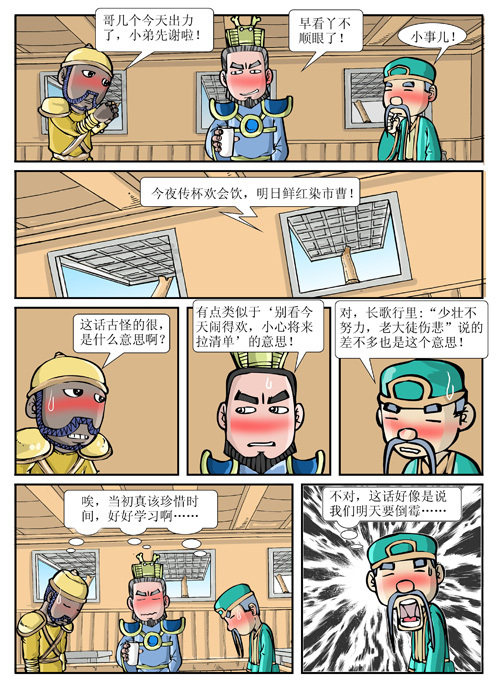 哥几个今天出力
了，小弟先谢啦！
早看丫不
顺眼了！
小事儿！
今夜传杯欢会饮，明日鲜红染市曹！
这话古怪的很，
是什么意思啊？
有点类似于‘别看今
天闹得欢，小心将来
拉清单’的意思！
对，长歌行里：“少壮不
努力，老大徒伤悲”说的
差不多也是这个意思！
唉，当初真该珍惜时
间，好好学习啊……
不对，这话好像是说
我们明天要倒霉……